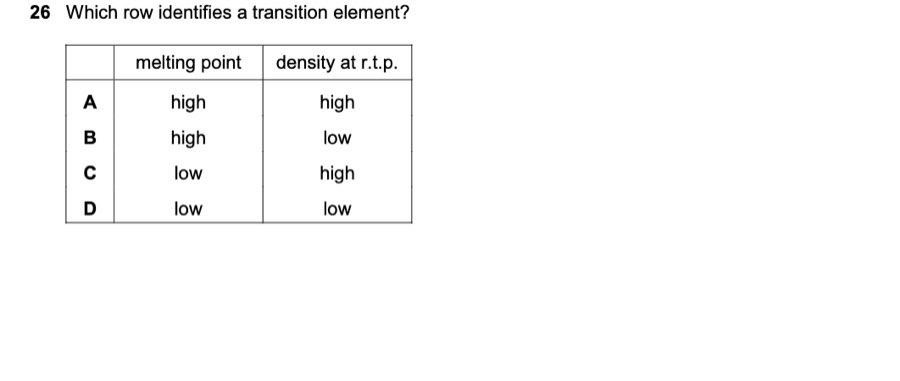 26 Which row identifies a transition element?
melting point density at r.t.p.
A high high
B high low
C low high
D low low